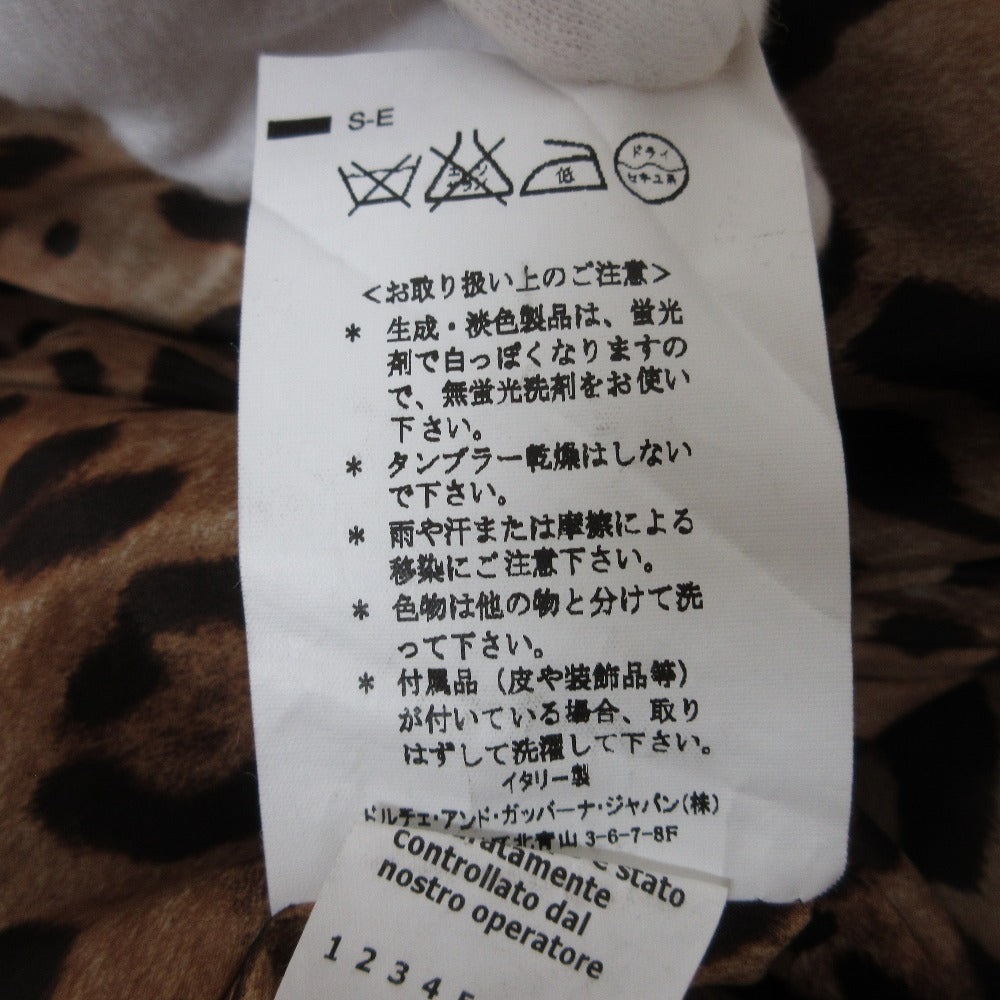 S-E
エンソ
サラシ
低
ドライ
セキユ系
<お取り扱い上のご注意>
* 生成・淡色製品は、蛍光
剤で白っぽくなりますの
で、無蛍光洗剤をお使い
下さい。
* タンブラー乾燥はしない
で下さい。
* 雨や汗または摩擦による
移染にご注意下さい。
* 色物は他の物と分けて洗
って下さい。
* 付属品（皮や装飾品等）
が付いている場合、取り
はずして洗濯して下さい。
イタリー製
ドルチェ・アンド・ガッバーナ・ジャパン(株)
北青山 3-6-7-8F
è stato
controllato dal
nostro operatore
1 2 3 4